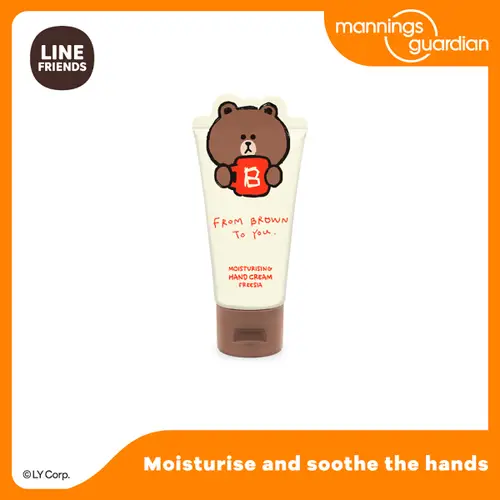 LINE
FRIENDS
mannings
guardian
B
FROM BROWN
TO YOU.
MOISTURISING
HAND CREAM
FREESIA
©LY Corp.
Moisturise and soothe the hands